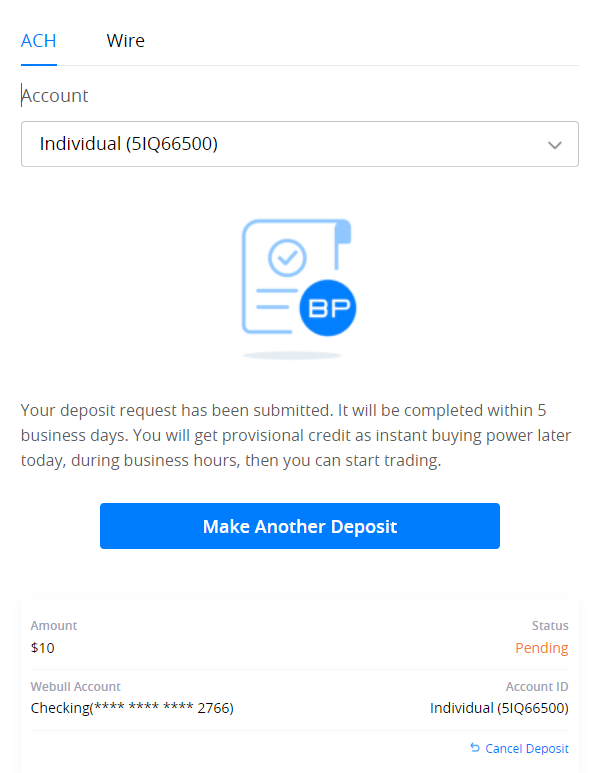 ACH Wire
Account
Individual (5IQ66500)
BP
Your deposit request has been submitted. It will be completed within 5
business days. You will get provisional credit as instant buying power later
today, during business hours, then you can start trading.
Make Another Deposit
Amount Status
$10 Pending
Webull Account Account ID
Checking(**** **** **** 2766) Individual (5IQ66500)
Cancel Deposit